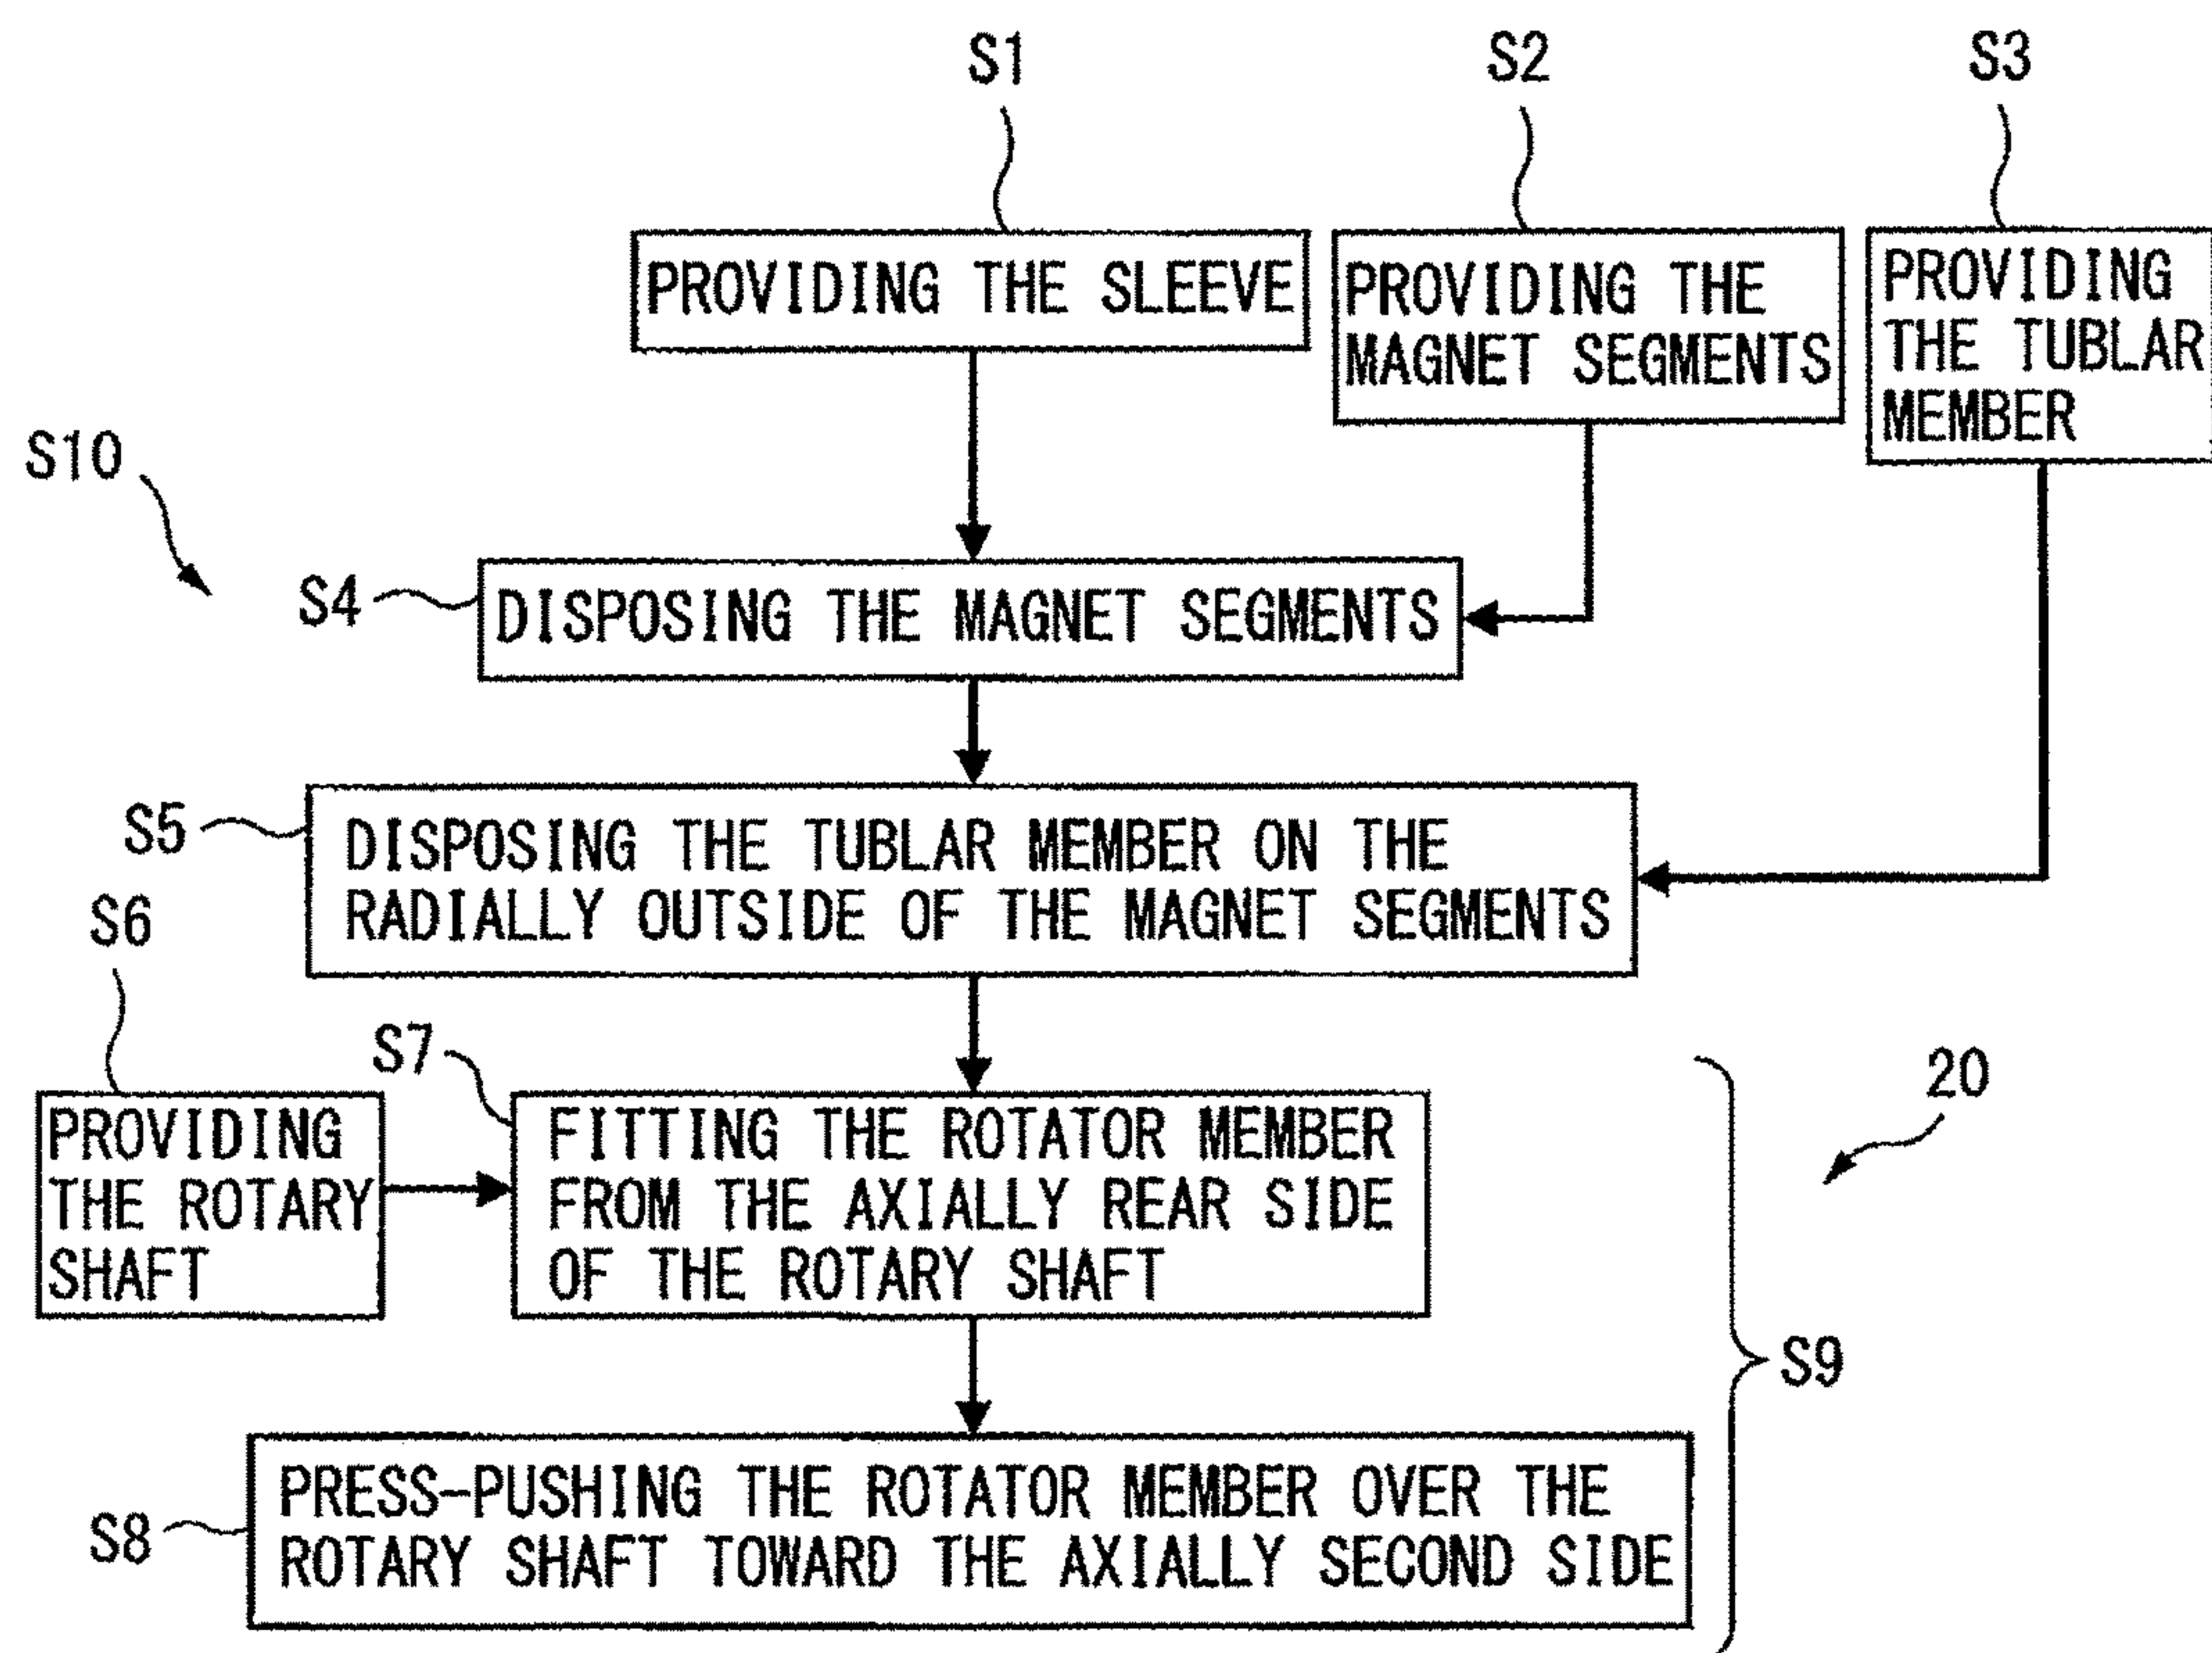 S1
S2
S3
PROVIDING THE SLEEVE
PROVIDING THE
MAGNET SEGMENTS
PROVIDING
THE TUBLAR
MEMBER
S10
S4
DISPOSING THE MAGNET SEGMENTS
S5
DISPOSING THE TUBLAR MEMBER ON THE
RADIALLY OUTSIDE OF THE MAGNET SEGMENTS
S6
PROVIDING
THE ROTARY
SHAFT
S7
FITTING THE ROTATOR MEMBER
FROM THE AXIALLY REAR SIDE
OF THE ROTARY SHAFT
20
S9
S8
PRESS-PUSHING THE ROTATOR MEMBER OVER THE
ROTARY SHAFT TOWARD THE AXIALLY SECOND SIDE